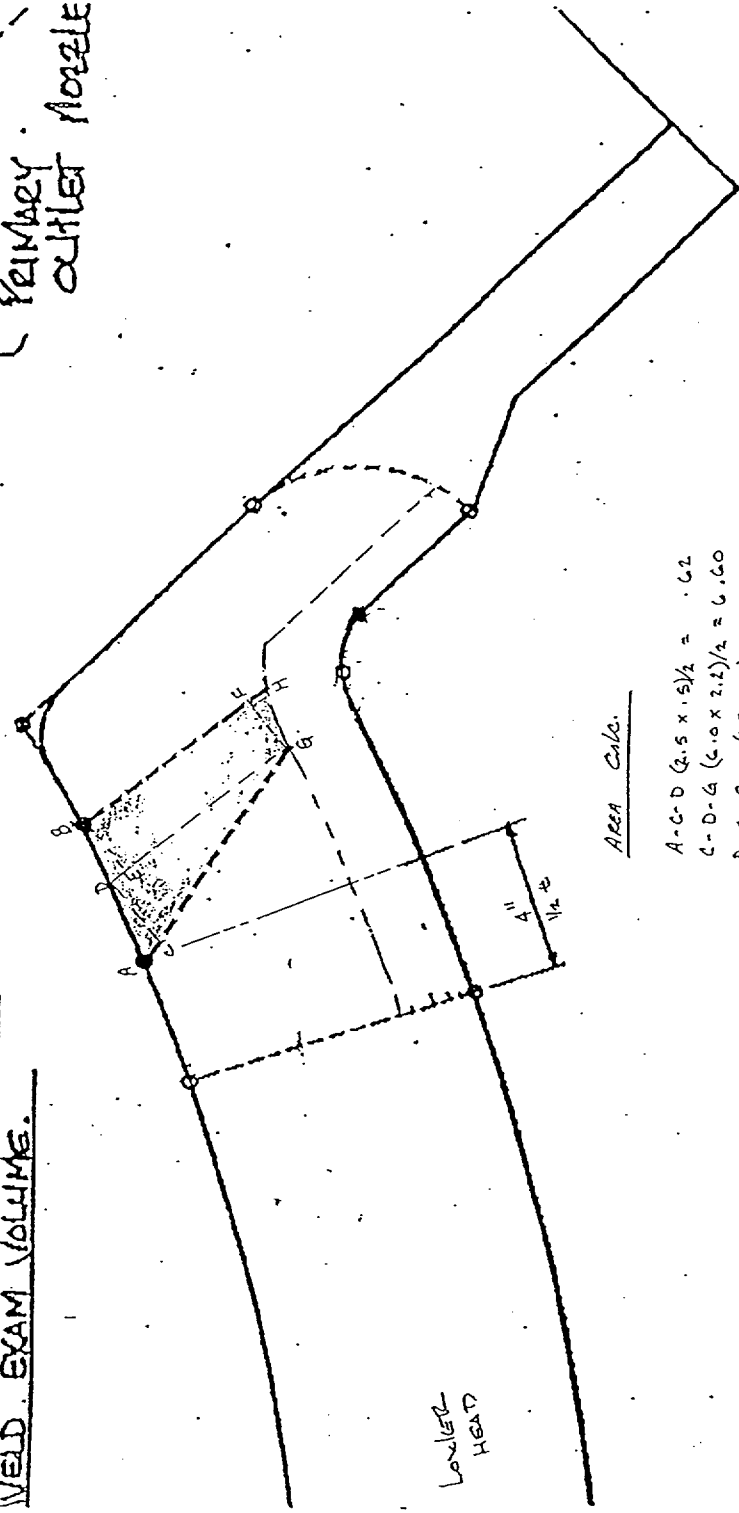 WELD EXAM VOLUME.
PRIMARY
OUTLET Nozzle
B
D
E
A
C
F
H
G
4"
1/2 t
LOWER
HEAD
AREA Calc.
A-C-D (2.5 x .5)/2 = .62
C-D-G (6.0 x 2.2)/2 = 6.60